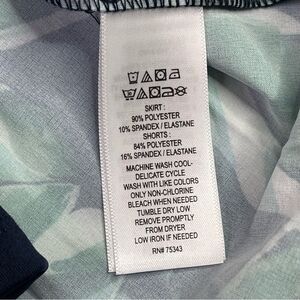 SKIRT:
90% POLYESTER
10% SPANDEX / ELASTANE
SHORTS:
84% POLYESTER
16% SPANDEX / ELASTANE
MACHINE WASH COOL-
DELICATE CYCLE
WASH WITH LIKE COLORS
ONLY NON-CHLORINE
BLEACH WHEN NEEDED
TUMBLE DRY LOW
REMOVE PROMPTLY
FROM DRYER
LOW IRON IF NEEDED
RN# 75343